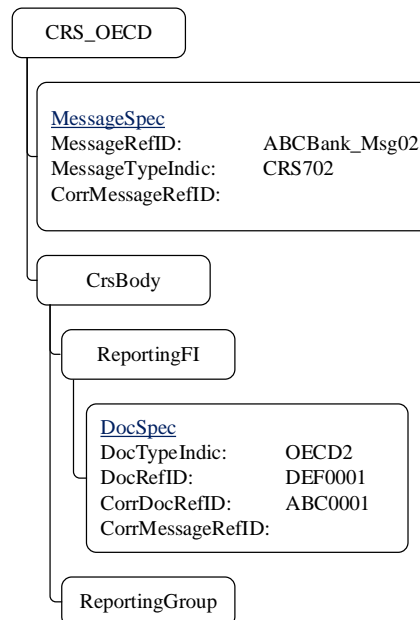 CRS_OECD
MessageSpec
MessageRefID: ABCBank_Msg02
MessageTypeIndic: CRS702
CorrMessageRefID:
CrsBody
ReportingFI
DocSpec
DocTypeIndic: OECD2
DocRefID: DEF0001
CorrDocRefID: ABC0001
CorrMessageRefID:
ReportingGroup